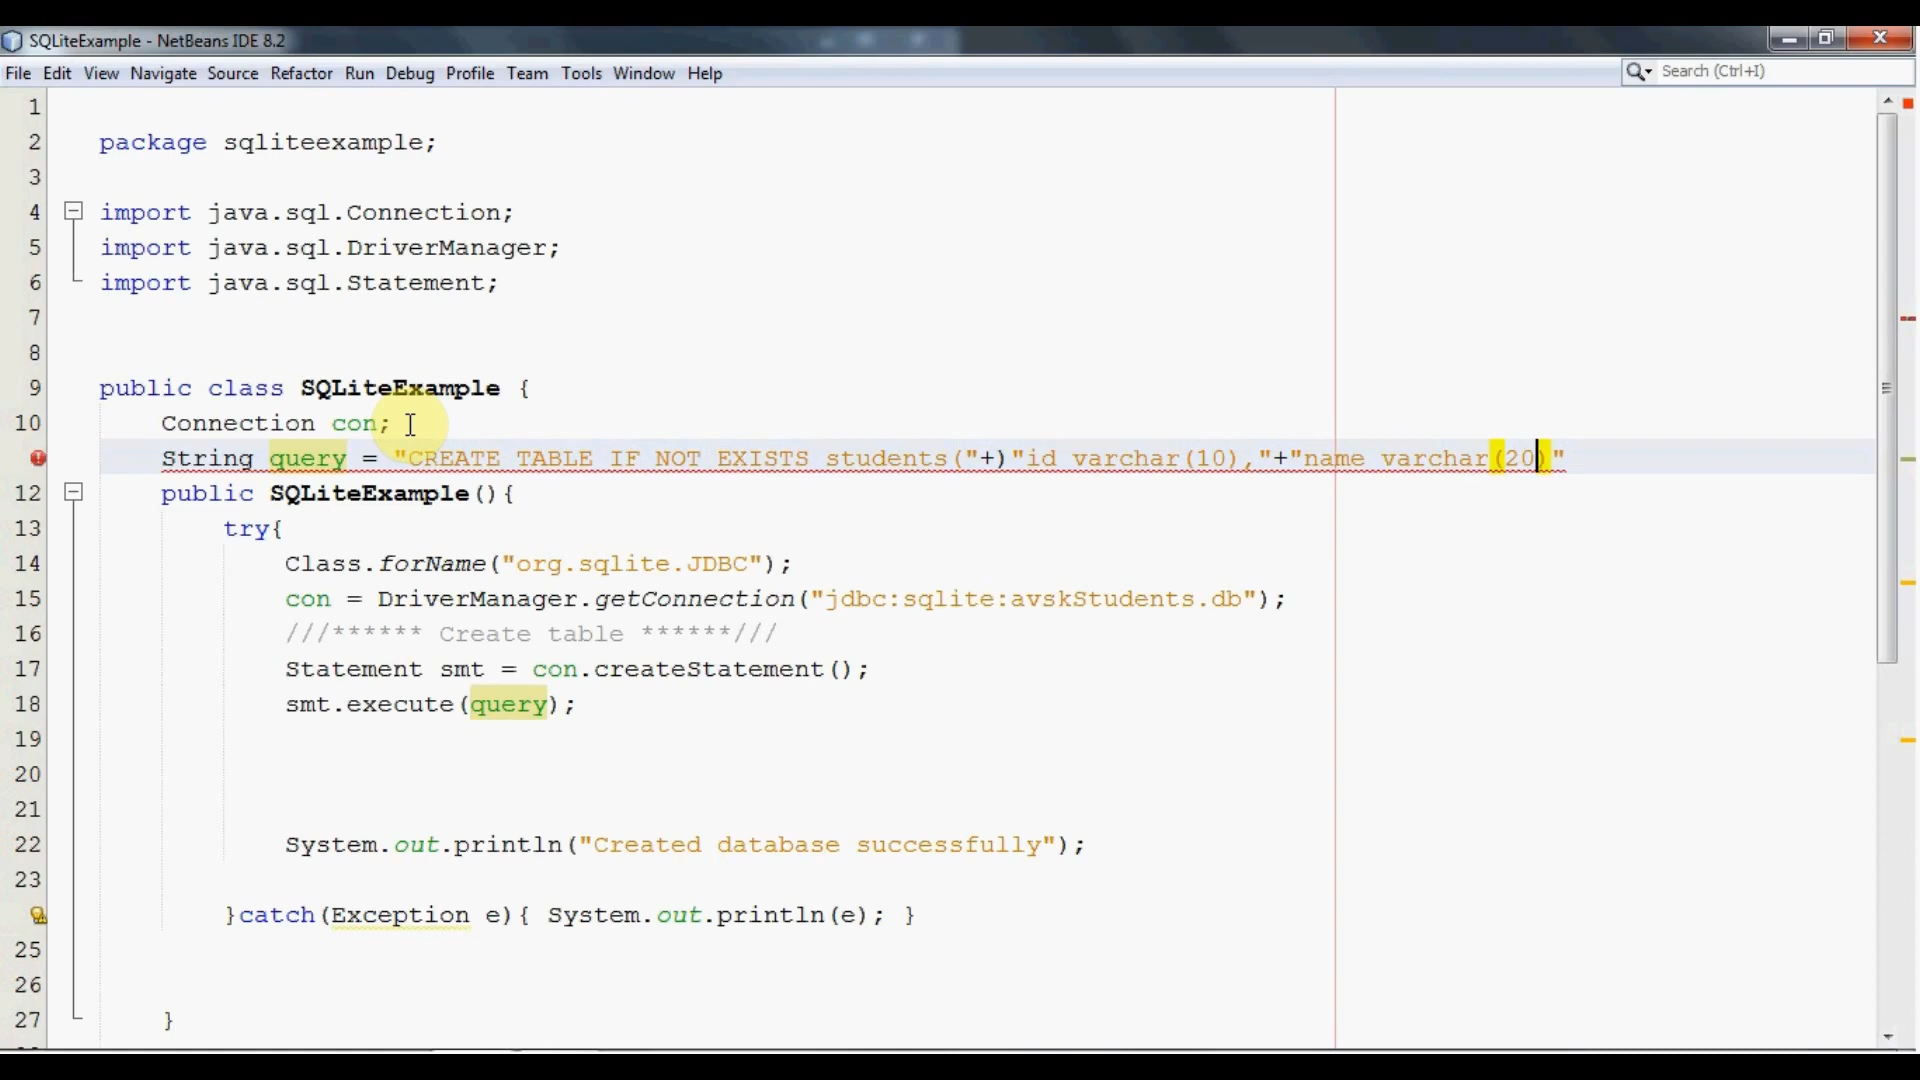 SQLiteExample - NetBeans IDE 8.2
File Edit View Navigate Source Refactor Run Debug Profile Team Tools Window Help
Search (Ctrl+I)
1
2 package sqliteexample;
3
4 import java.sql.Connection;
5 import java.sql.DriverManager;
6 import java.sql.Statement;
7
8
9 public class SQLiteExample {
10 Connection con;
String query = "CREATE TABLE IF NOT EXISTS students("+)"id varchar(10),"+"name varchar(20)"
12 public SQLiteExample(){
13 try{
14 Class.forName("org.sqlite.JDBC");
15 con = DriverManager.getConnection("jdbc:sqlite:avskStudents.db");
16 ///****** Create table ******///
17 Statement smt = con.createStatement();
18 smt.execute(query);
19
20
21
22 System.out.println("Created database successfully");
23
}catch(Exception e){ System.out.println(e); }
25
26
27 }